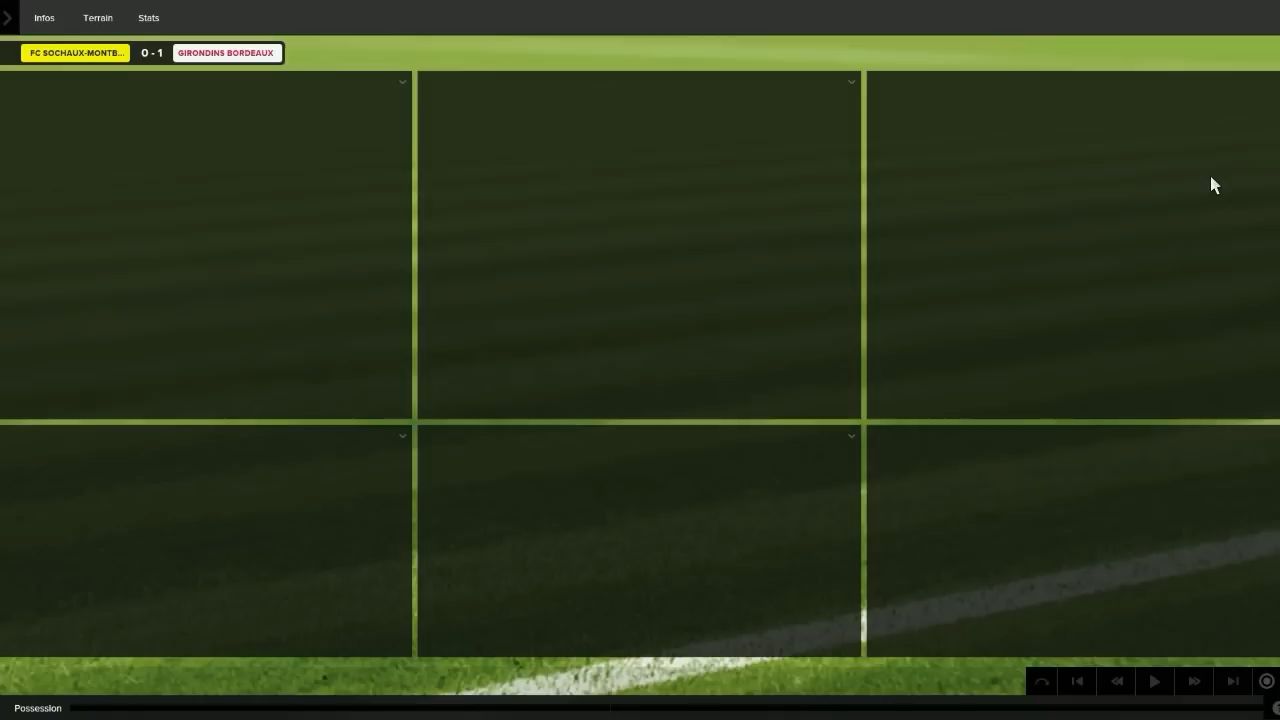 Infos Terrain Stats
FC SOCHAUX-MONTB... 0 - 1 GIRONDINS BORDEAUX
Possession